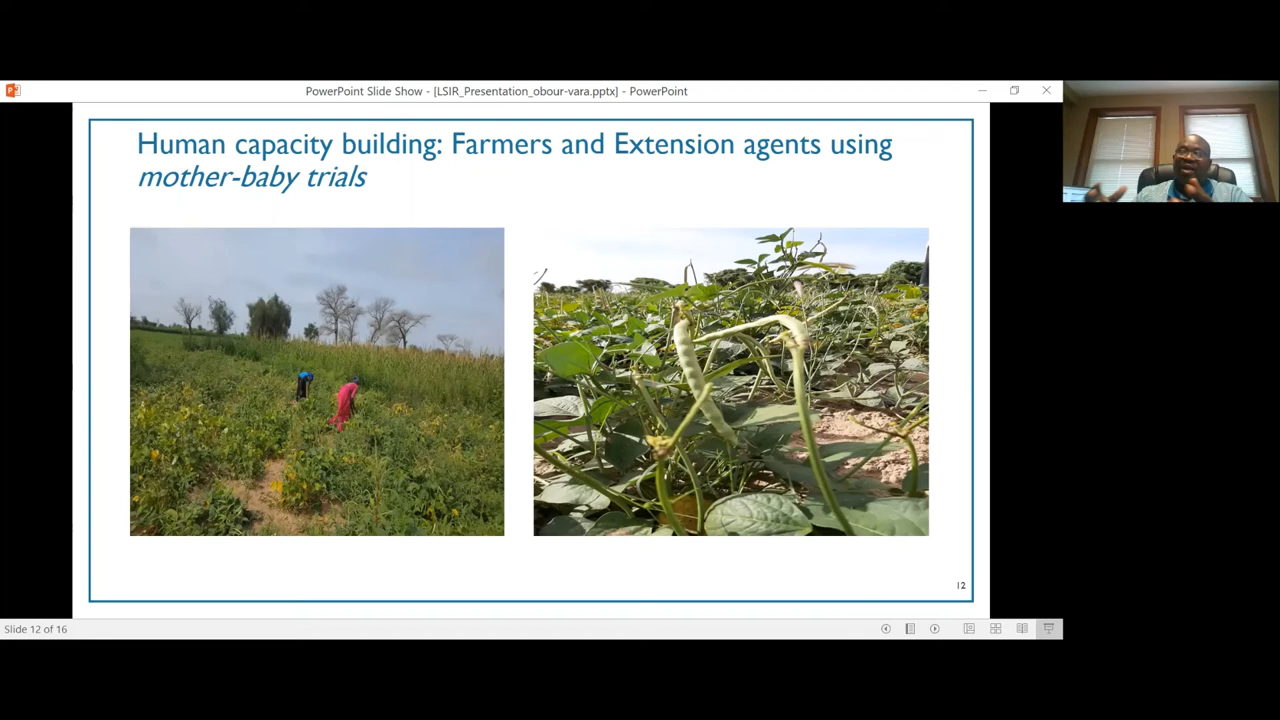 PowerPoint Slide Show - [LSIR_Presentation_obour-vara.pptx] - PowerPoint
Human capacity building: Farmers and Extension agents using
mother-baby trials
12
Slide 12 of 16